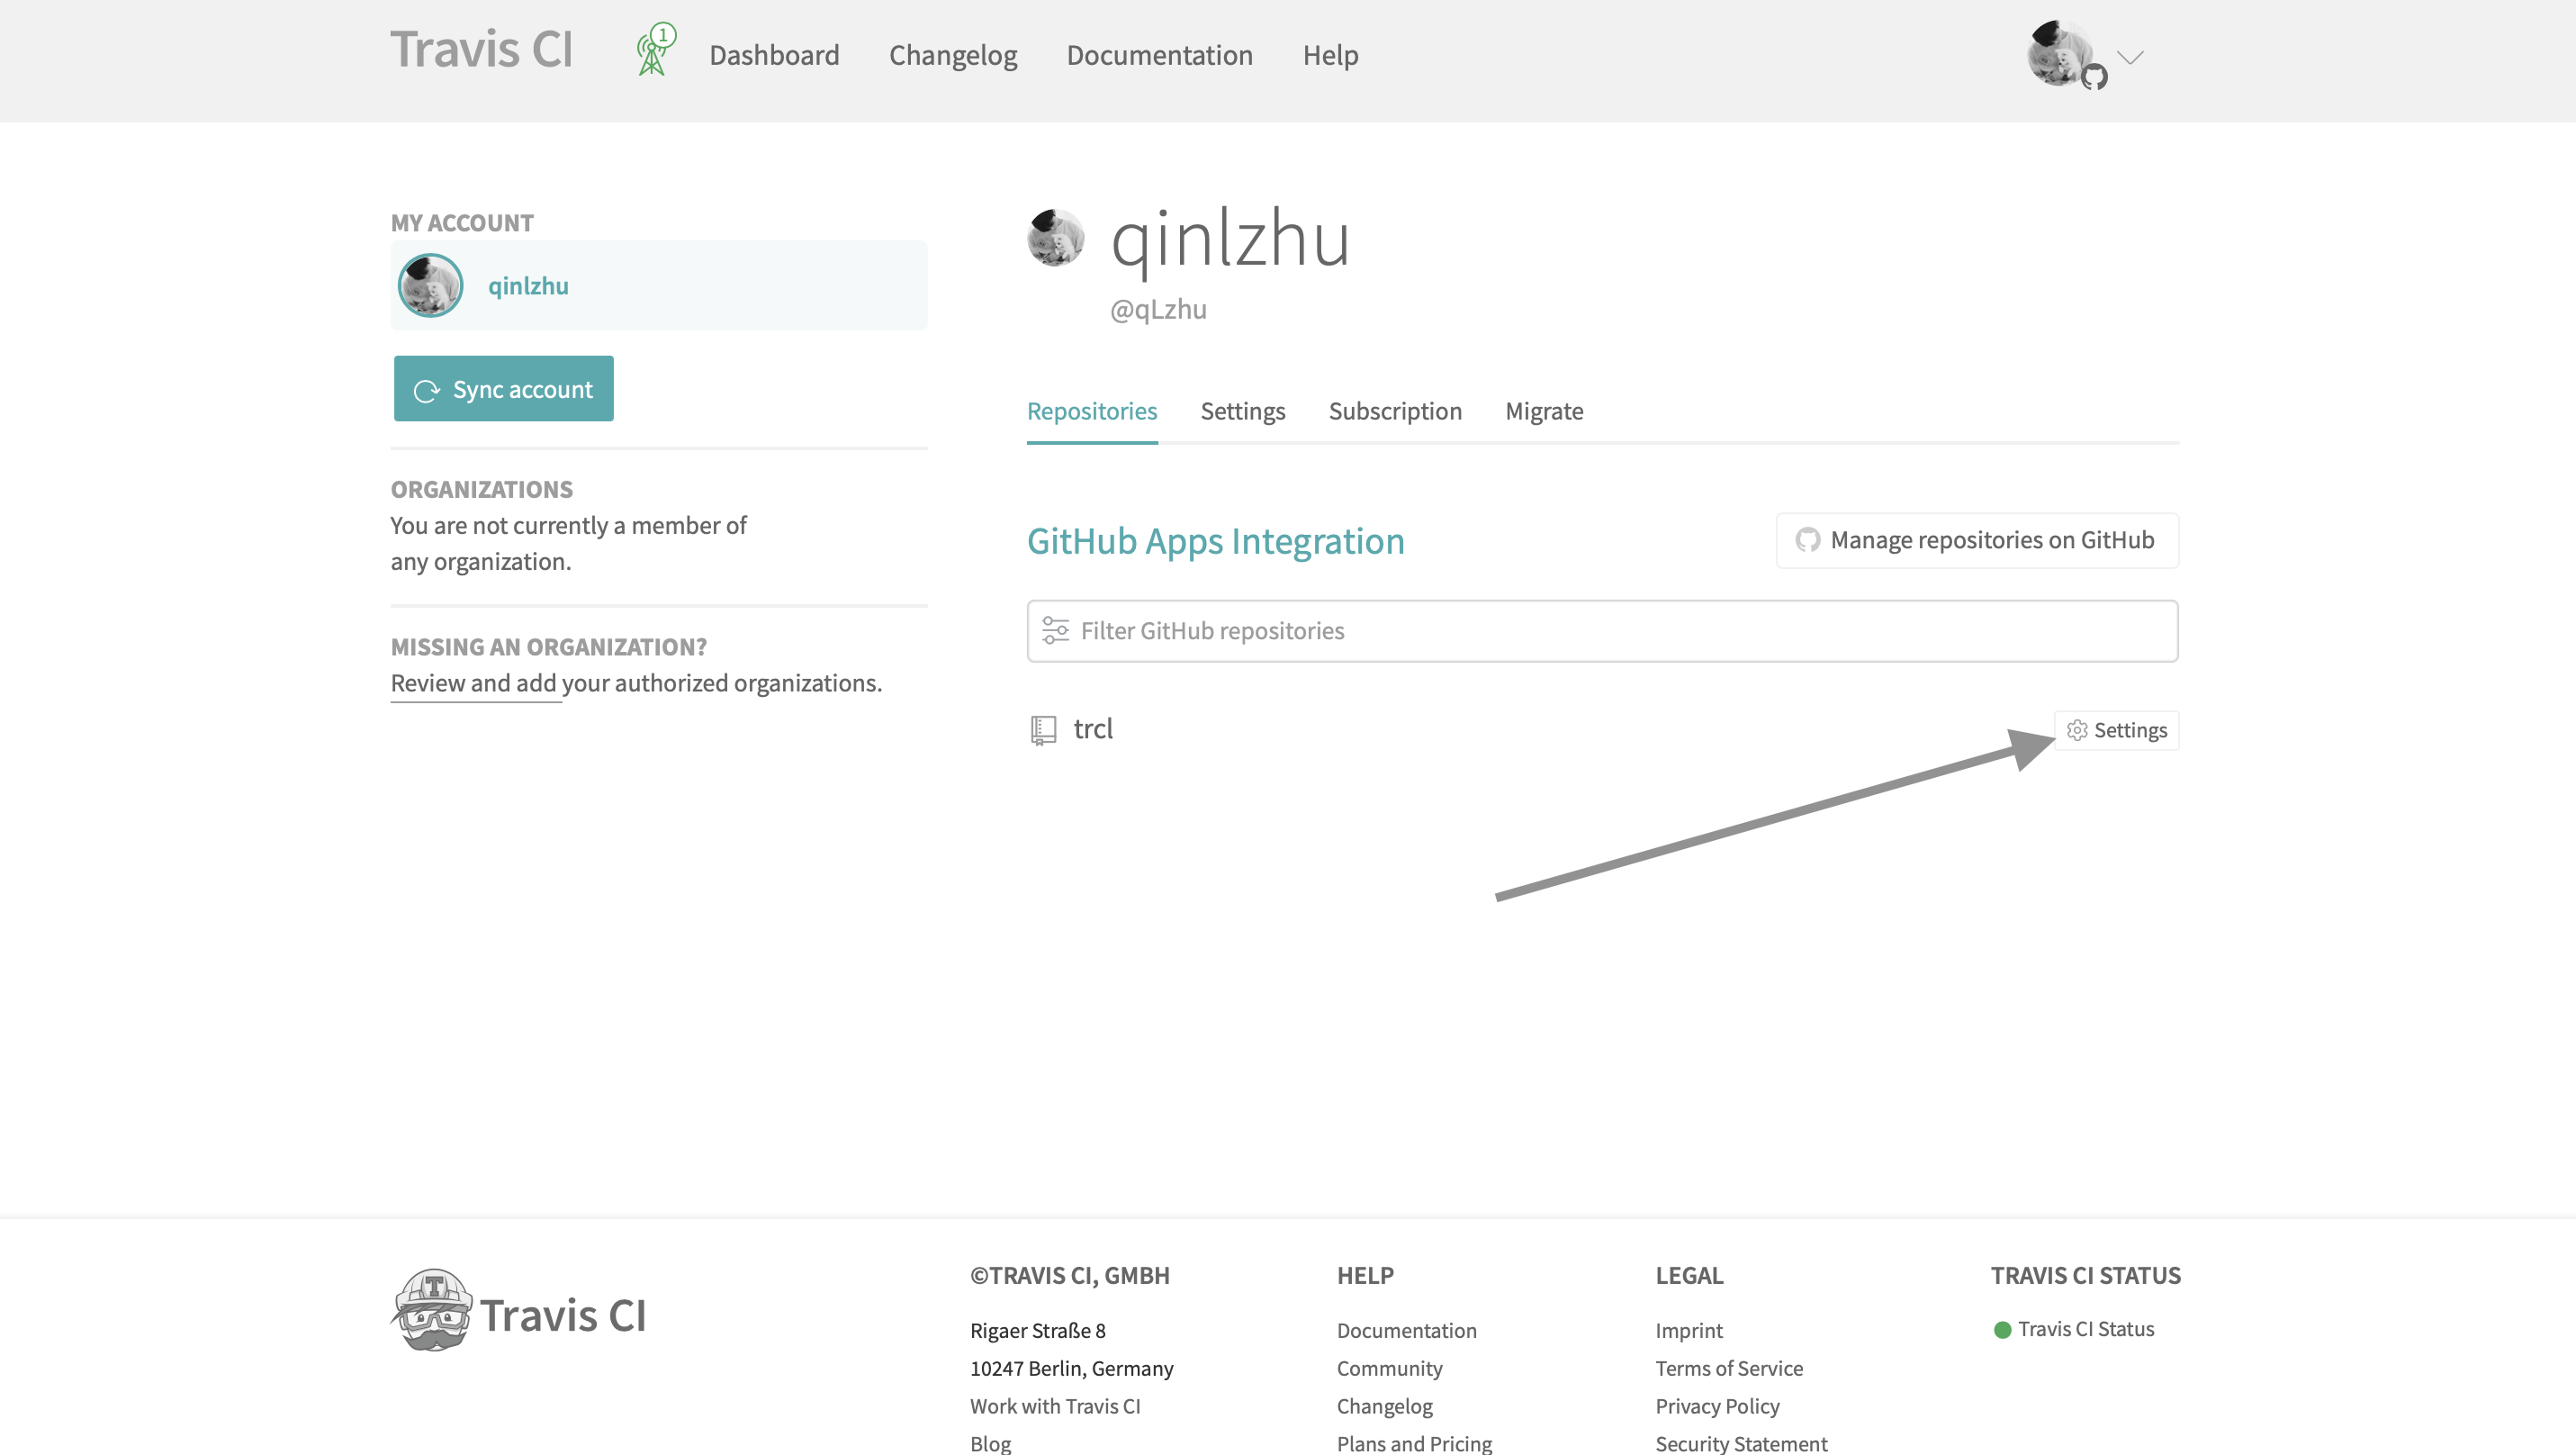 Travis CI
1
Dashboard
Changelog
Documentation
Help
MY ACCOUNT
qinlzhu
Sync account
ORGANIZATIONS
You are not currently a member of
any organization.
MISSING AN ORGANIZATION?
Review and add your authorized organizations.
qinlzhu
@qLzhu
Repositories
Settings
Subscription
Migrate
GitHub Apps Integration
Manage repositories on GitHub
Filter GitHub repositories
trcl
Settings
T
Travis CI
©TRAVIS CI, GMBH
Rigaer Straße 8
10247 Berlin, Germany
Work with Travis CI
Blog
HELP
Documentation
Community
Changelog
Plans and Pricing
LEGAL
Imprint
Terms of Service
Privacy Policy
Security Statement
TRAVIS CI STATUS
Travis CI Status